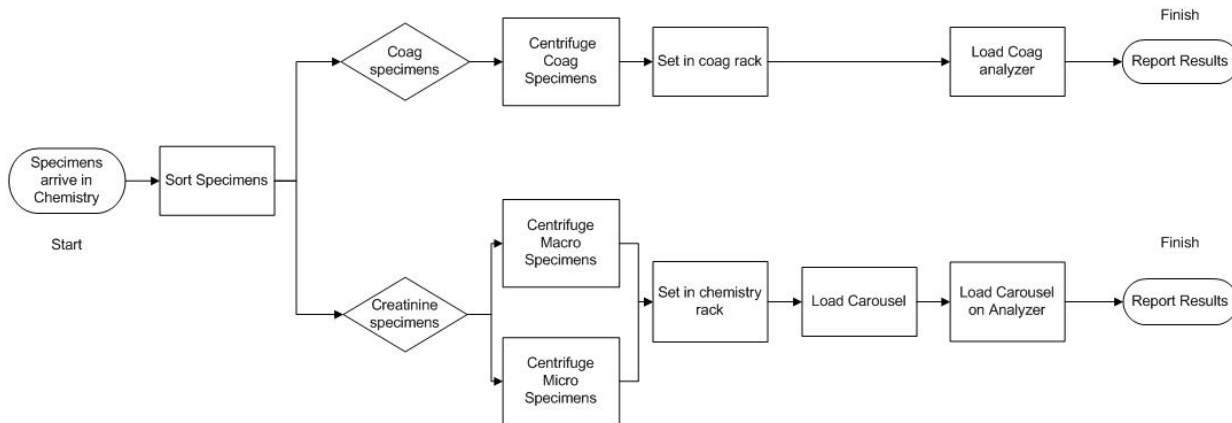 Specimens
arrive in
Chemistry
Start
Sort Specimens
Coag
specimens
Centrifuge
Coag
Specimens
Set in coag rack
Load Coag
analyzer
Finish
Report Results
Creatinine
specimens
Centrifuge
Macro
Specimens
Centrifuge
Micro
Specimens
Set in chemistry
rack
Load Carousel
Load Carousel
on Analyzer
Finish
Report Results